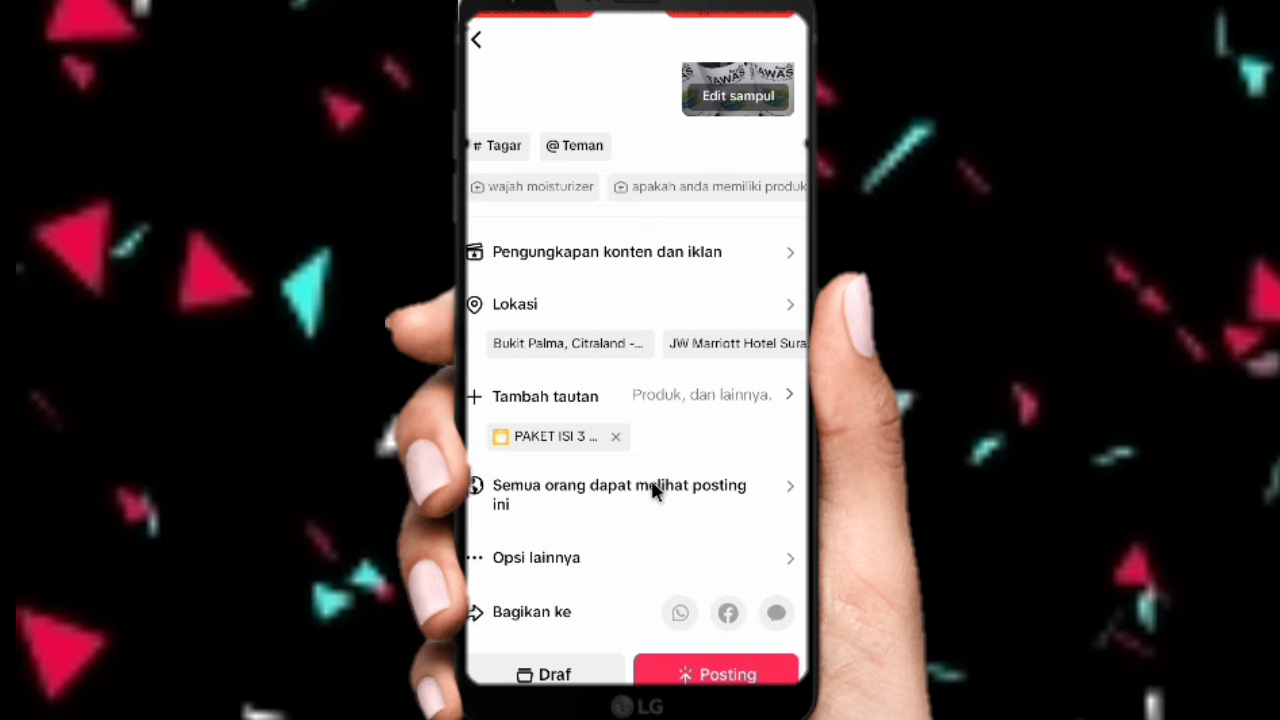 Edit sampul
# Tagar
@ Teman
wajah moisturizer
apakah anda memiliki produk
Pengungkapan konten dan iklan
Lokasi
Bukit Palma, Citraland -...
JW Marriott Hotel Sura
Tambah tautan
Produk, dan lainnya.
PAKET ISI 3 ...
Semua orang dapat melihat posting
ini
Opsi lainnya
Bagikan ke
Draf
Posting
LG